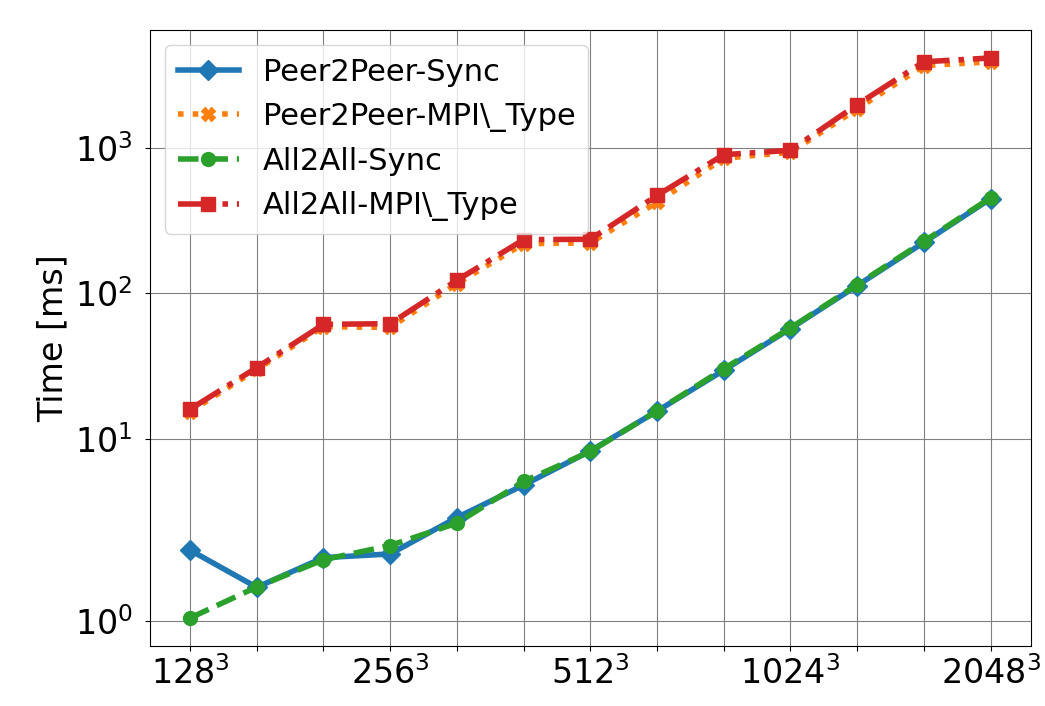 Peer2Peer-Sync
Peer2Peer-MPI\_Type
All2All-Sync
All2All-MPI\_Type
Time [ms]
10³
10²
10¹
10⁰
128³ 256³ 512³ 1024³ 2048³